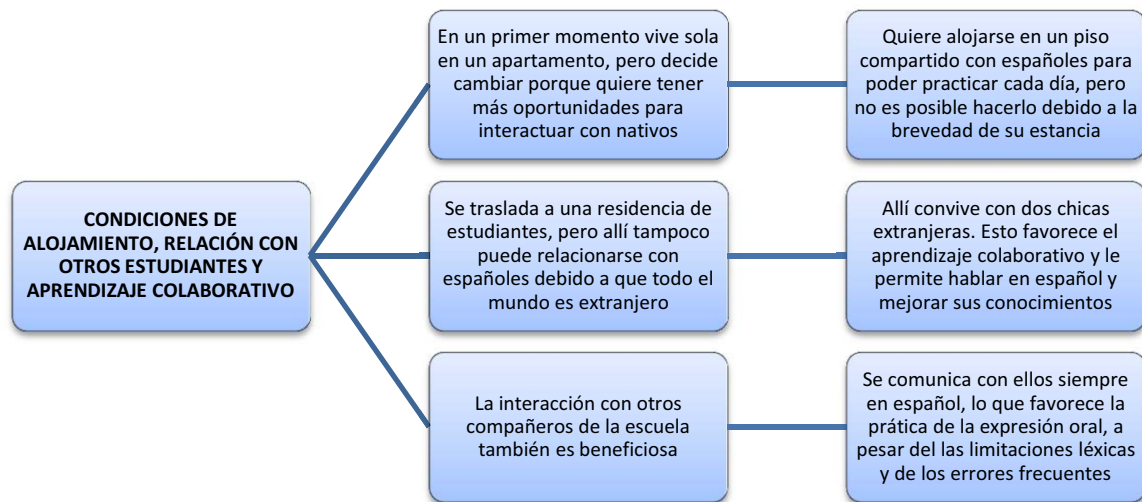 CONDICIONES DE
ALOJAMIENTO, RELACIÓN CON
OTROS ESTUDIANTES Y
APRENDIZAJE COLABORATIVO
En un primer momento vive sola
en un apartamento, pero decide
cambiar porque quiere tener
más oportunidades para
interactuar con nativos
Quiere alojarse en un piso
compartido con españoles para
poder practicar cada día, pero
no es posible hacerlo debido a la
brevedad de su estancia
Se traslada a una residencia de
estudiantes, pero allí tampoco
puede relacionarse con
españoles debido a que todo el
mundo es extranjero
Allí convive con dos chicas
extranjeras. Esto favorece el
aprendizaje colaborativo y le
permite hablar en español y
mejorar sus conocimientos
La interacción con otros
compañeros de la escuela
también es beneficiosa
Se comunica con ellos siempre
en español, lo que favorece la
prática de la expresión oral, a
pesar del las limitaciones léxicas
y de los errores frecuentes